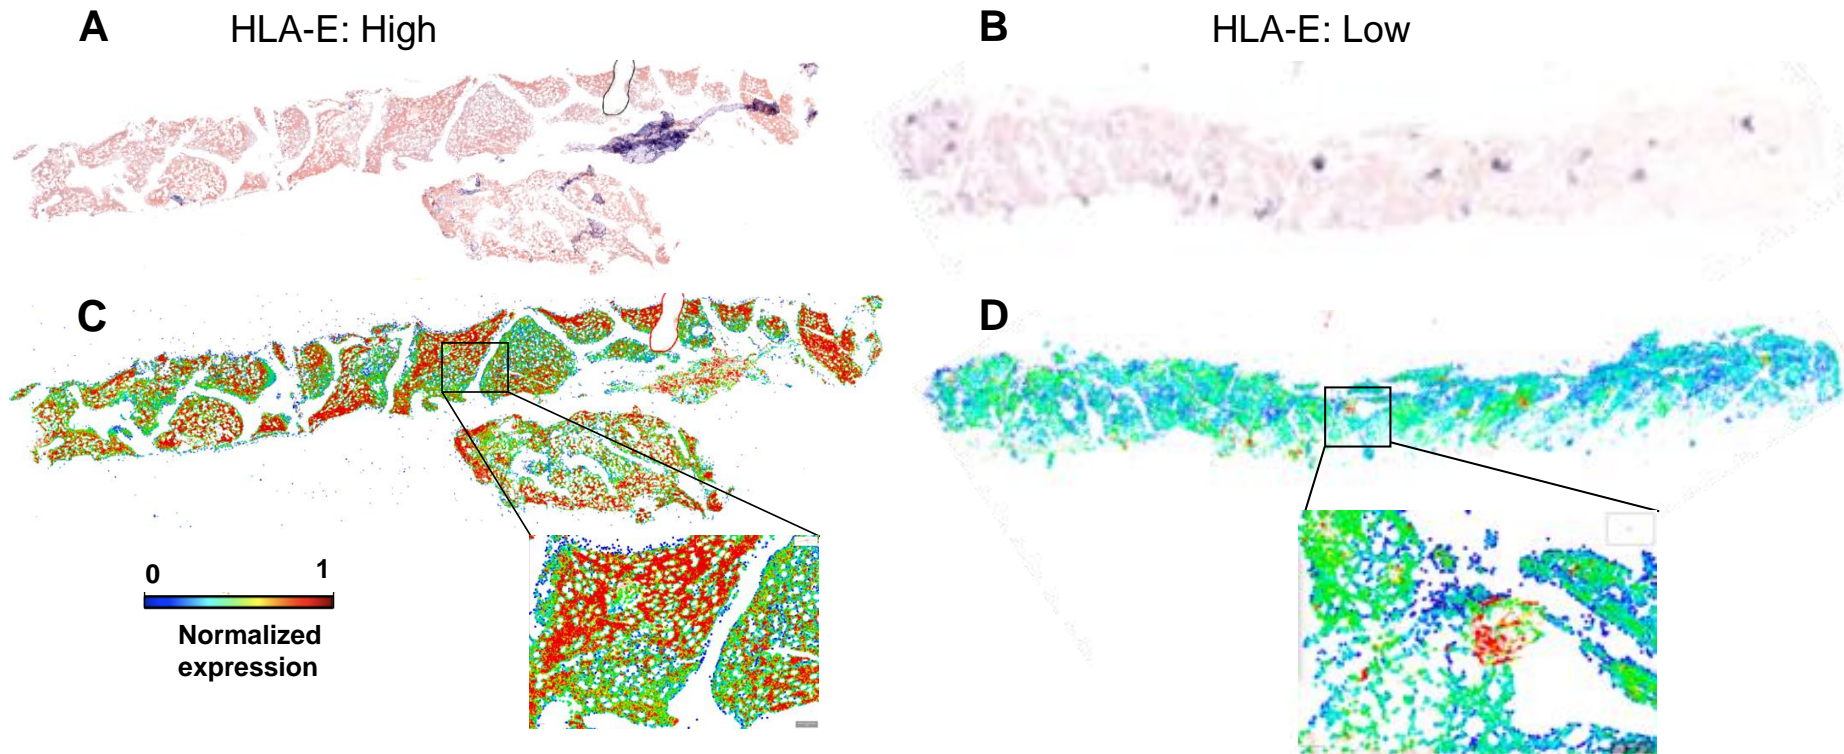 A
HLA-E: High
B
HLA-E: Low
C
D
0
1
Normalized
expression